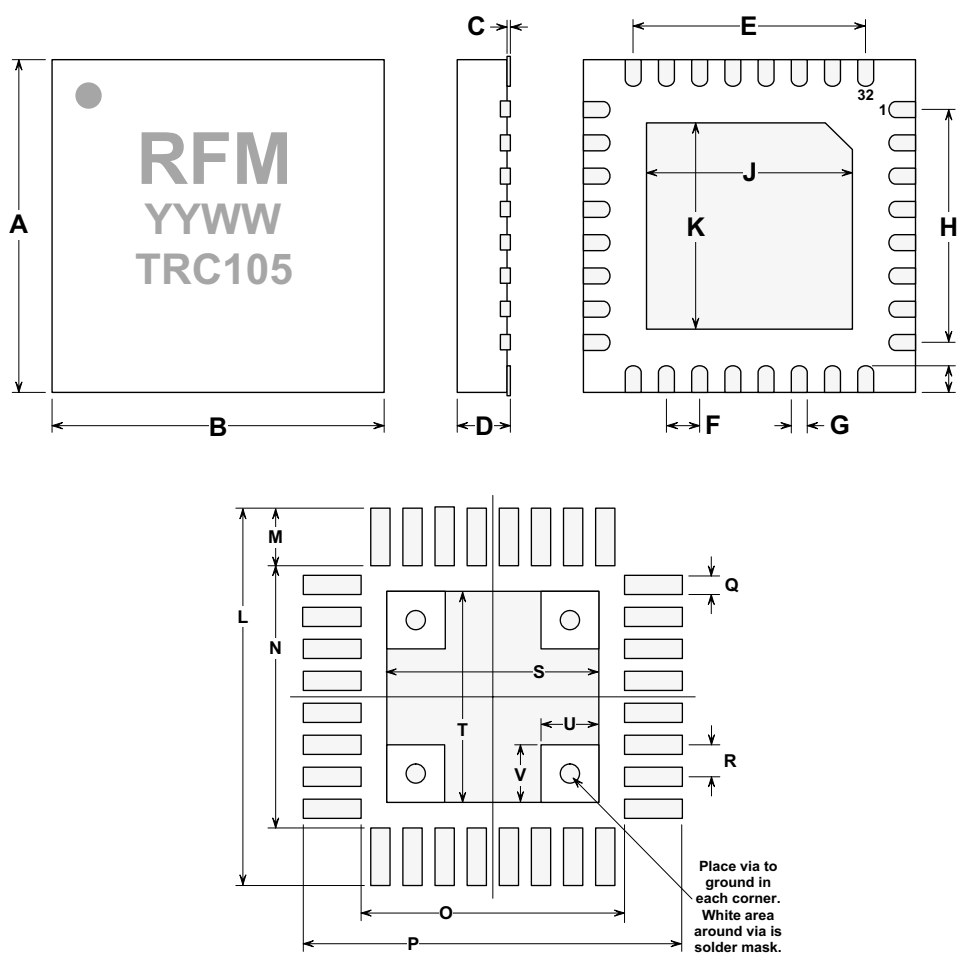 C
E
32
1
A
RFM
YYWW
TRC105
J
K
H
B
D
F
G
M
Q
L
N
S
T
U
V
R
O
P
Place via to
ground in
each corner.
White area
around via is
solder mask.